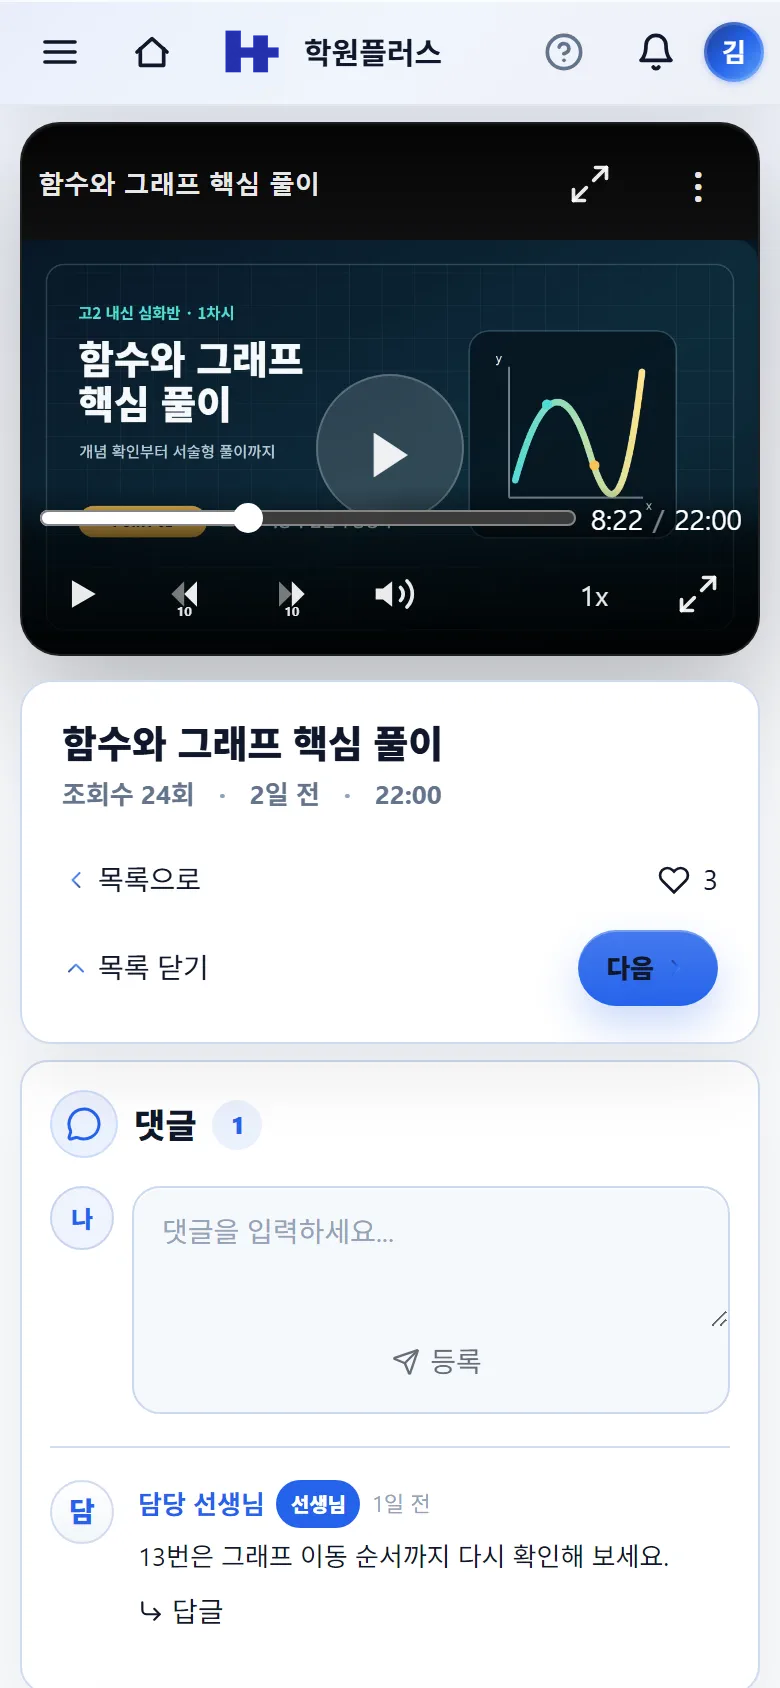 학원플러스
김
함수와 그래프 핵심 풀이
고2 내신 심화반 · 1차시
함수와 그래프
핵심 풀이
개념 확인부터 서술형 풀이까지
y
x
8:22 / 22:00
10
10
1x
함수와 그래프 핵심 풀이
조회수 24회 · 2일 전 · 22:00
목록으로
3
목록 닫기
다음
댓글 1
나
댓글을 입력하세요...
등록
담
담당 선생님 선생님 1일 전
13번은 그래프 이동 순서까지 다시 확인해 보세요.
답글